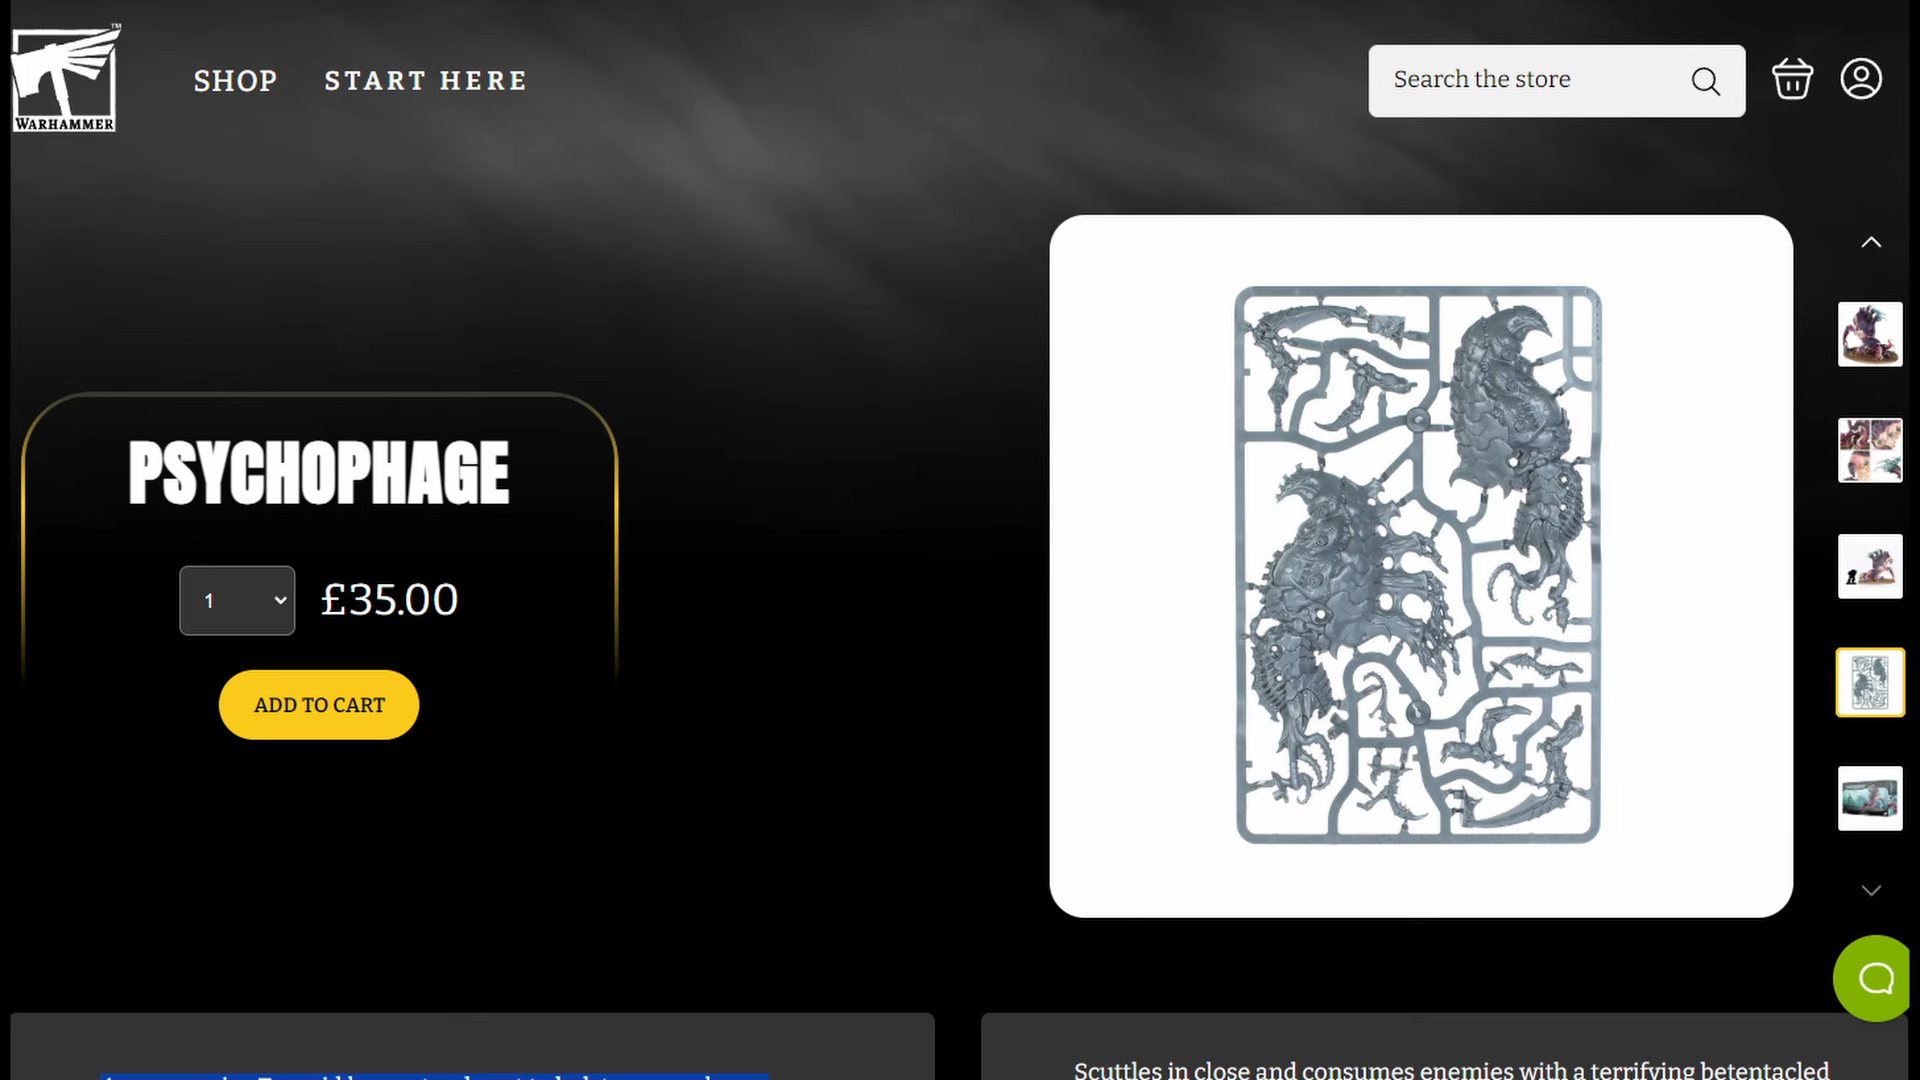 WARHAMMER
™
SHOP
START HERE
Search the store
PSYCHOPHAGE
1
£35.00
ADD TO CART
Scuttles in close and consumes enemies with a terrifying betentacled